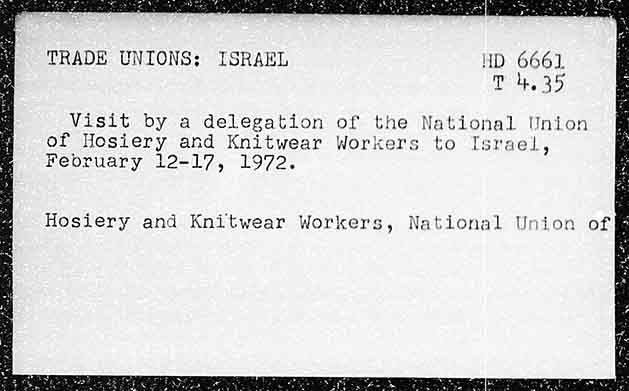 TRADE UNIONS: ISRAEL HD 6661
T 4.35
Visit by a delegation of the National Union
of Hosiery and Knitwear Workers to Israel,
February 12-17, 1972.
Hosiery and Knitwear Workers, National Union of